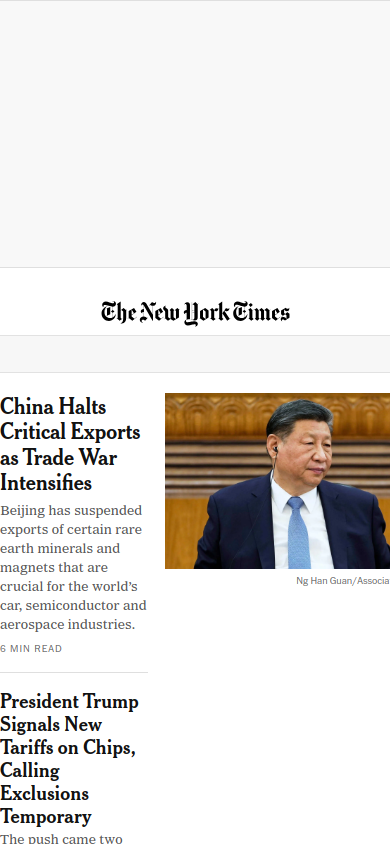 The New York Times
China Halts
Critical Exports
as Trade War
Intensifies
Beijing has suspended
exports of certain rare
earth minerals and
magnets that are
crucial for the world's
car, semiconductor and
aerospace industries.
6 MIN READ
Ng Han Guan/Associa
President Trump
Signals New
Tariffs on Chips,
Calling
Exclusions
Temporary
The push came two